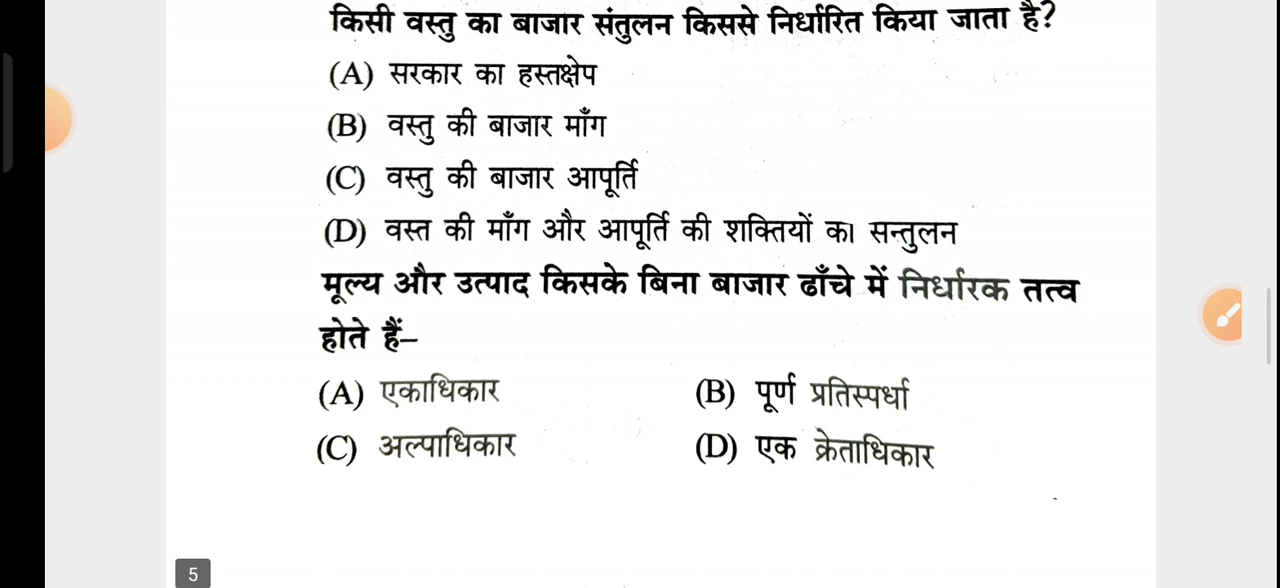 किसी वस्तु का बाजार संतुलन किससे निर्धारित किया जाता है?
(A) सरकार का हस्तक्षेप
(B) वस्तु की बाजार माँग
(C) वस्तु की बाजार आपूर्ति
(D) वस्त की माँग और आपूर्ति की शक्तियों का सन्तुलन
मूल्य और उत्पाद किसके बिना बाजार ढाँचे में निर्धारक तत्व
होते हैं–
(A) एकाधिकार (B) पूर्ण प्रतिस्पर्धा
(C) अल्पाधिकार (D) एक क्रेताधिकार
5